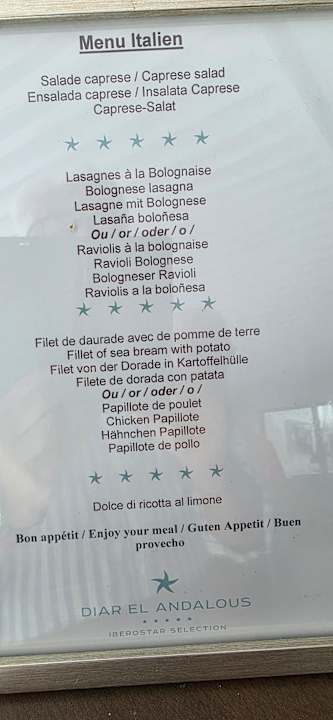 Menu Italien
Salade caprese / Caprese salad
Ensalada caprese / Insalata Caprese
Caprese-Salat
Lasagnes à la Bolognaise
Bolognese lasagna
Lasagne mit Bolognese
Lasaña boloñesa
Ou / or / oder / o /
Raviolis à la bolognaise
Ravioli Bolognese
Bologneser Ravioli
Raviolis a la boloñesa
Filet de daurade avec de pomme de terre
Fillet of sea bream with potato
Filet von der Dorade in Kartoffelhülle
Filete de dorada con patata
Ou / or / oder / o /
Papillote de poulet
Chicken Papillote
Hähnchen Papillote
Papillote de pollo
Dolce di ricotta al limone
Bon appétit / Enjoy your meal / Guten Appetit / Buen
provecho
DIAR EL ANDALOUS
IBEROSTAR SELECTION